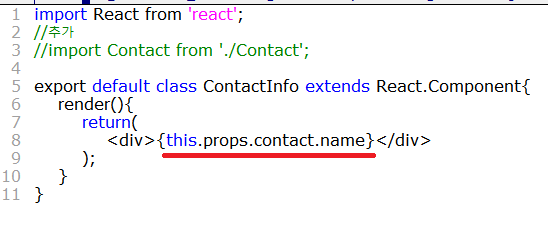 1 import React from 'react';
2 //추가
3 //import Contact from './Contact';
4
5 export default class ContactInfo extends React.Component{
6 render(){
7 return(
8 <div>{this.props.contact.name}</div>
9 );
10 }
11 }